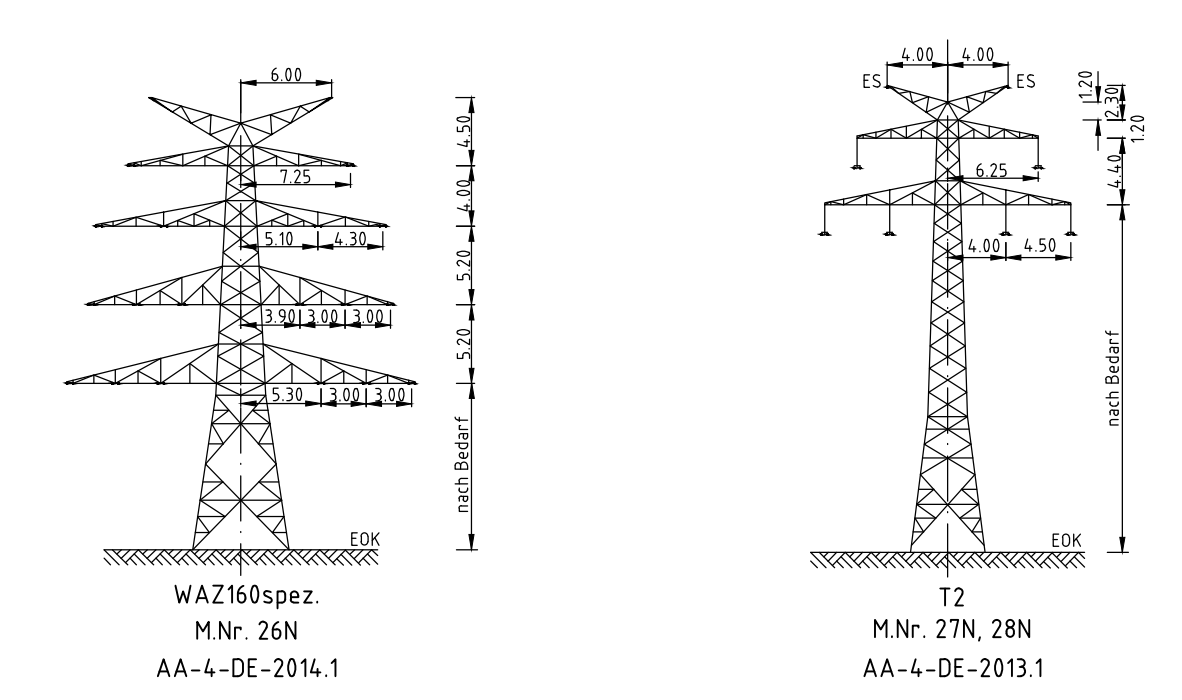 6.00
4.50
7.25
4.00
5.10 4.30
5.20
3.90 3.00 3.00
5.20
5.30 3.00 3.00
nach Bedarf
EOK
WAZ160spez.
M.Nr. 26N
AA-4-DE-2014.1
4.00 4.00
ES ES
1.20
2.30
1.20
6.25
4.40
4.00 4.50
nach Bedarf
EOK
T2
M.Nr. 27N, 28N
AA-4-DE-2013.1